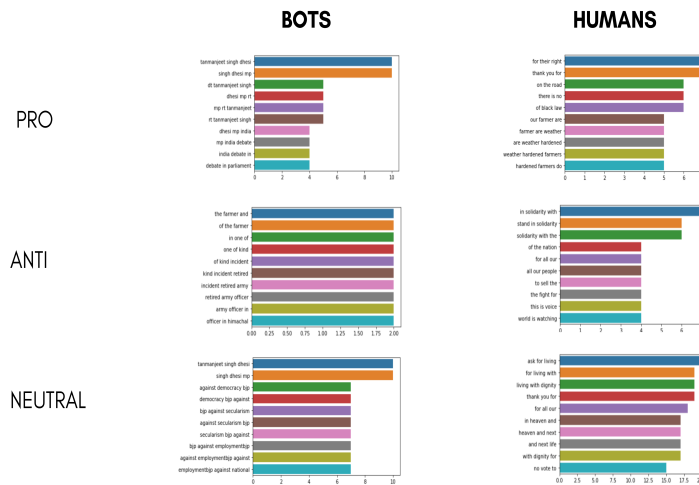 BOTS
HUMANS
PRO
tanmanjeet singh dhesi
singh dhesi mp
dt tanmanjeet singh
dhesi mp rt
mp rt tanmanjeet
rt tanmanjeet singh
dhesi mp india
mp india debate
india debate in
debate in parliament
0 2 4 6 8 10
for their right
thank you for
on the road
there is no
of black law
our farmer are
farmer are weather
are weather hardened
weather hardened farmers
hardened farmers do
0 1 2 3 4 5 6
ANTI
the farmer and
of the farmer
in one of
one of kind
of kind incident
kind incident retired
incident retired army
retired army officer
army officer in
officer in himachal
0.00 0.25 0.50 0.75 1.00 1.25 1.50 1.75 2.00
in solidarity with
stand in solidarity
solidarity with the
of the nation
for all our
all our people
to sell the
the fight for
this is voice
world is watching
0 1 2 3 4 5 6
NEUTRAL
tanmanjeet singh dhesi
singh dhesi mp
against democracy bjp
democracy bjp against
bjp against secularism
against secularism bjp
secularism bjp against
bjp against employmentbjp
against employmentbjp against
employmentbjp against national
0 2 4 6 8 10
ask for living
for living with
living with dignity
thank you for
for all our
in heaven and
heaven and next
and next life
with dignity for
no vote to
0.0 2.5 5.0 7.5 10.0 12.5 15.0 17.5